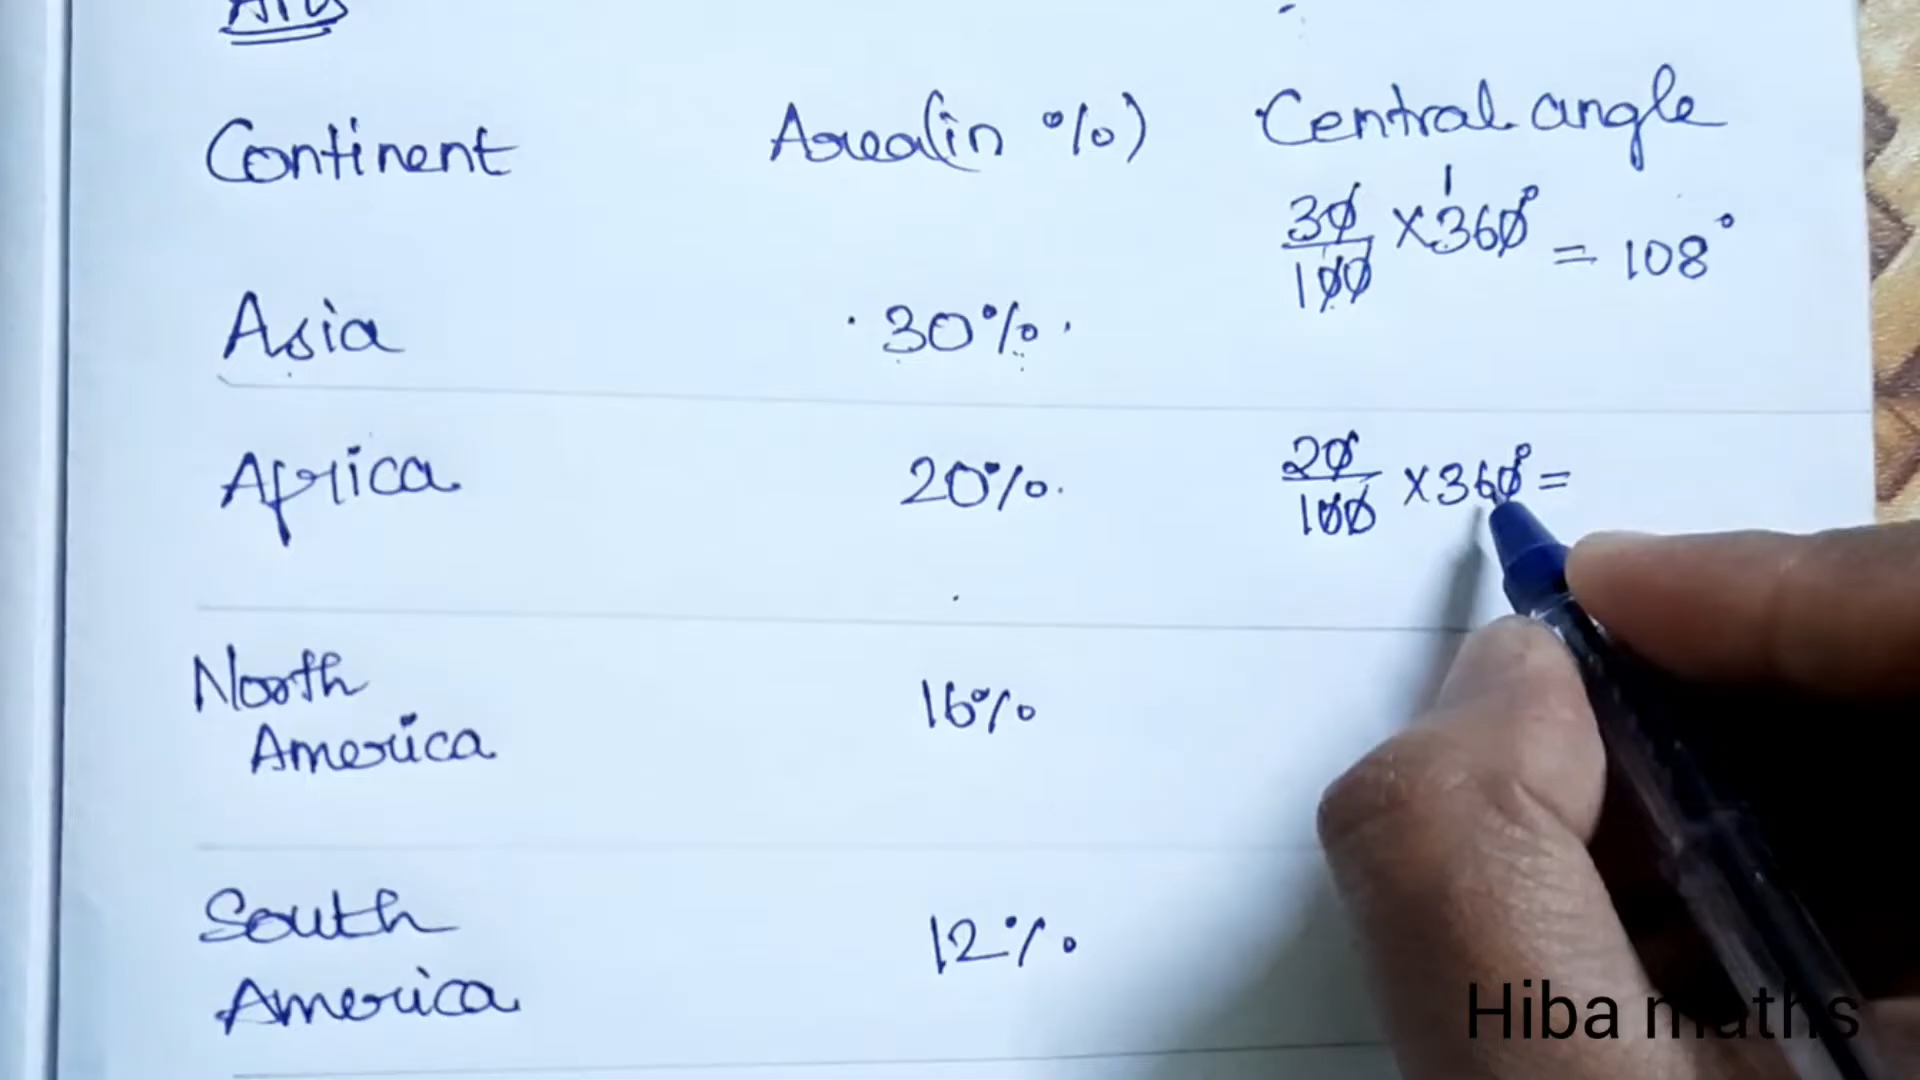 Ans
Continent Area(in %) Central angle
Asia 30% 30/100 x 360° = 108°
Africa 20% 20/100 x 360° =
North
America 16%
South
America 12%
Hiba maths